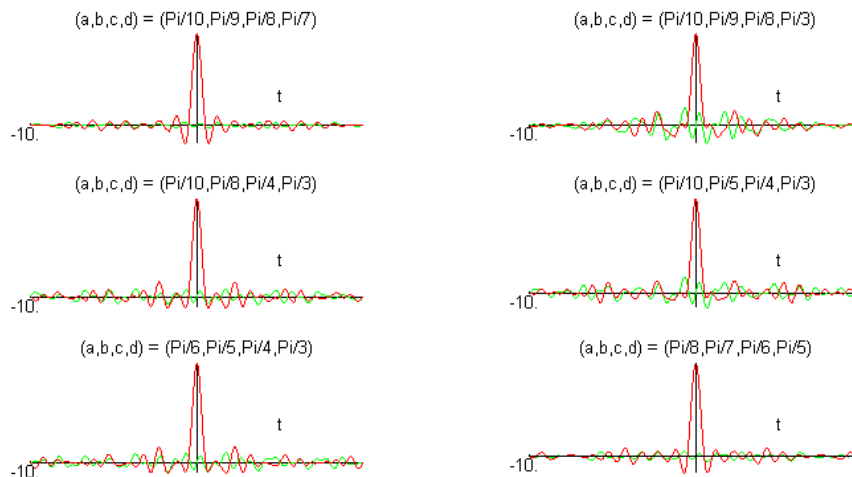 (a,b,c,d) = (Pi/10,Pi/9,Pi/8,Pi/7)
t
-10.
(a,b,c,d) = (Pi/10,Pi/9,Pi/8,Pi/3)
t
-10.
(a,b,c,d) = (Pi/10,Pi/8,Pi/4,Pi/3)
t
-10.
(a,b,c,d) = (Pi/10,Pi/5,Pi/4,Pi/3)
t
-10.
(a,b,c,d) = (Pi/6,Pi/5,Pi/4,Pi/3)
t
-10.
(a,b,c,d) = (Pi/8,Pi/7,Pi/6,Pi/5)
t
-10.